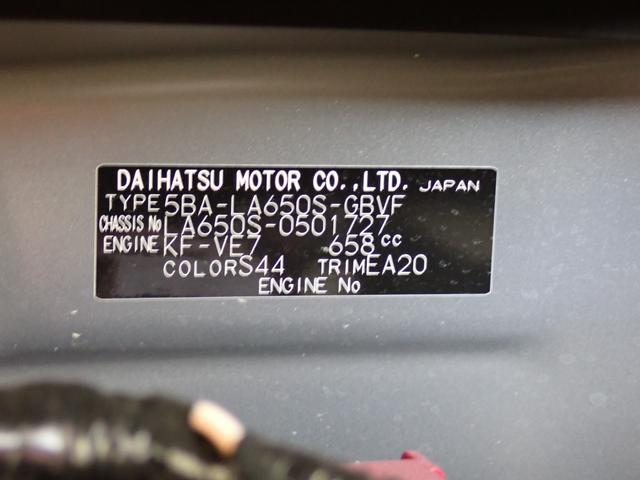 DAIHATSU MOTOR CO.,LTD. JAPAN
TYPE 5BA-LA650S-GBVF
CHASSIS No LA650S-0501727
ENGINE KF-VE7 658cc
COLOR S44 TRIM EA20
ENGINE No